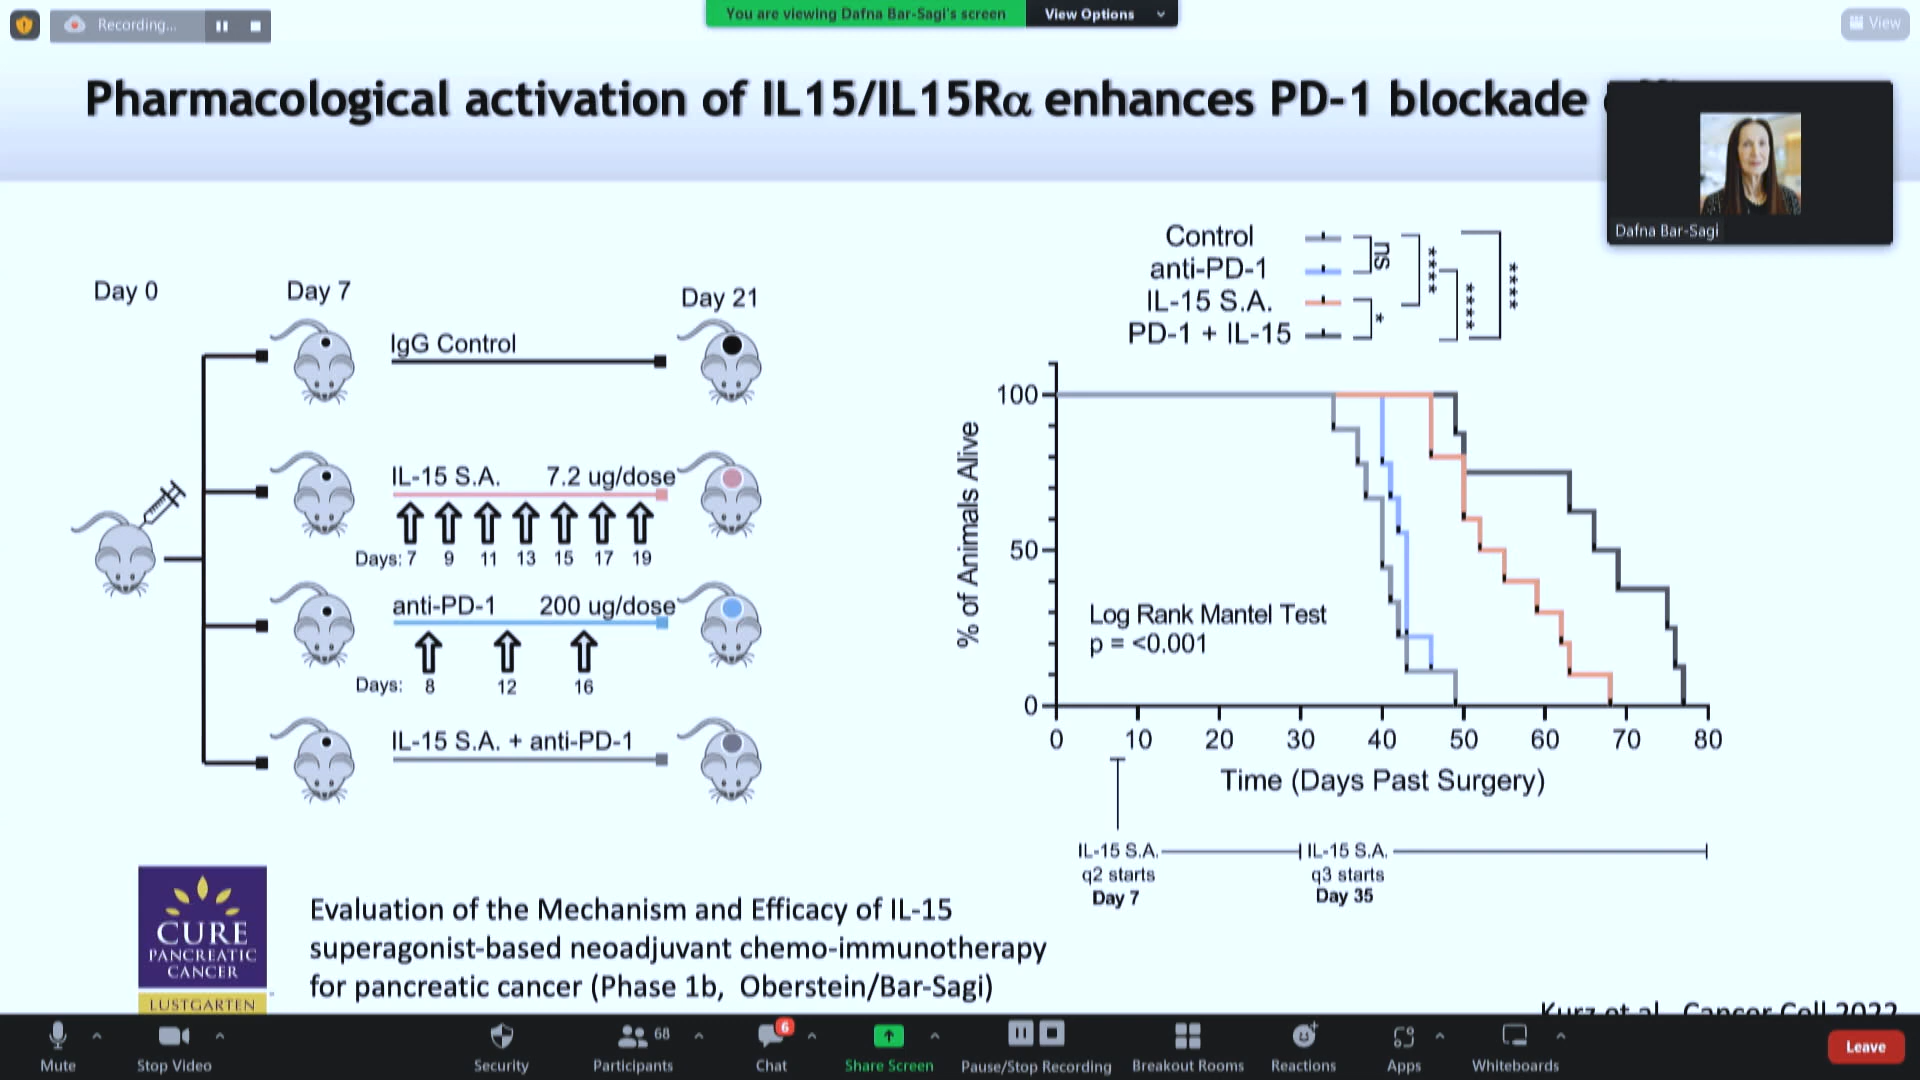 Recording...
You are viewing Dafna Bar-Sagi's screen
View Options
View
Pharmacological activation of IL15/IL15Rα enhances PD-1 blockade
Dafna Bar-Sagi
Day 0
Day 7
Day 21
IgG Control
IL-15 S.A. 7.2 ug/dose
Days: 7 9 11 13 15 17 19
anti-PD-1 200 ug/dose
Days: 8 12 16
IL-15 S.A. + anti-PD-1
Control
anti-PD-1
IL-15 S.A.
PD-1 + IL-15
ns
*
****
****
****
% of Animals Alive
100
50
0
Log Rank Mantel Test
p = <0.001
0 10 20 30 40 50 60 70 80
Time (Days Past Surgery)
IL-15 S.A.
q2 starts
Day 7
IL-15 S.A.
q3 starts
Day 35
CURE
PANCREATIC
CANCER
LUSTGARTEN
Evaluation of the Mechanism and Efficacy of IL-15
superagonist-based neoadjuvant chemo-immunotherapy
for pancreatic cancer (Phase 1b, Oberstein/Bar-Sagi)
Kurz et al., Cancer Cell 2022
Mute
Stop Video
Security
Participants
68
Chat
6
Share Screen
Pause/Stop Recording
Breakout Rooms
Reactions
Apps
Whiteboards
Leave